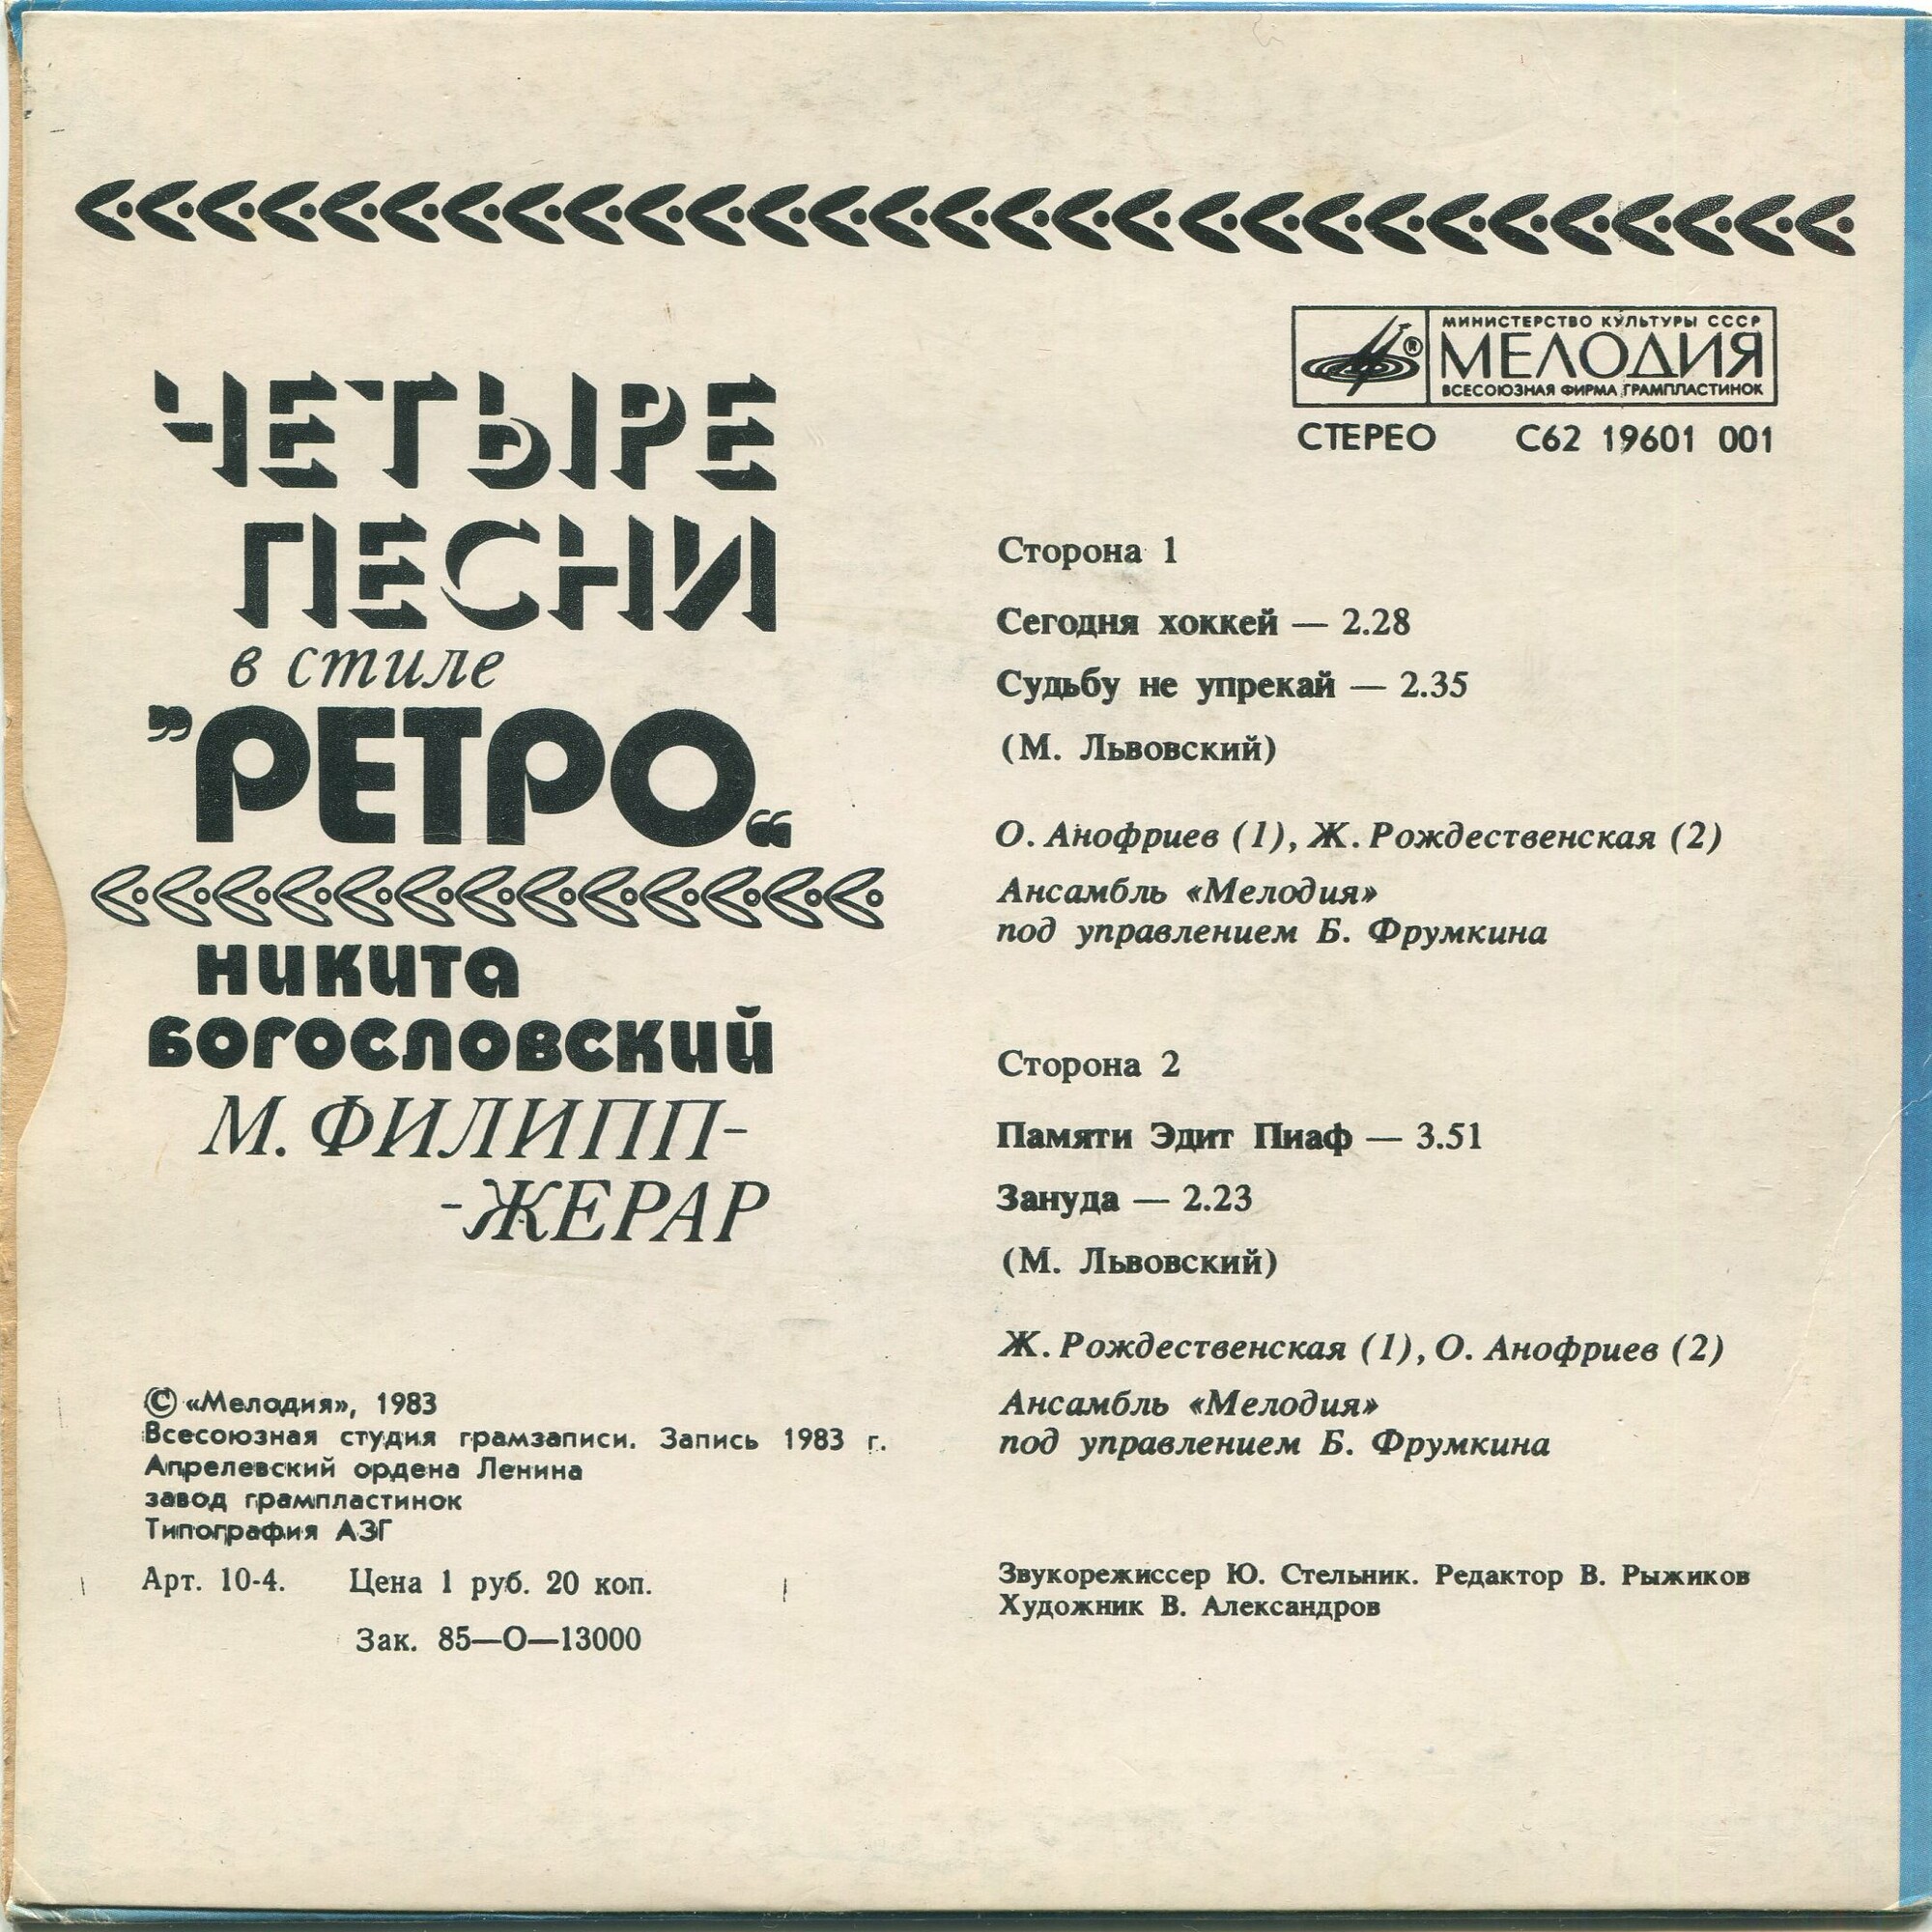 ЧЕТЫРЕ
ПЕСНИ
в стиле
”РЕТРО“
никита
богословский
М. ФИЛИПП-
-ЖЕРАР
© «Мелодия», 1983
Всесоюзная студия грамзаписи. Запись 1983 г.
Апрелевский ордена Ленина
завод грампластинок
Типография АЗГ
Арт. 10-4. Цена 1 руб. 20 коп.
Зак. 85—О—13000
МИНИСТЕРСТВО КУЛЬТУРЫ СССР
® МЕЛОДИЯ
ВСЕСОЮЗНАЯ ФИРМА ГРАМПЛАСТИНОК
СТЕРЕО С62 19601 001
Сторона 1
Сегодня хоккей — 2.28
Судьбу не упрекай — 2.35
(М. Львовский)
О. Анофриев (1), Ж. Рождественская (2)
Ансамбль «Мелодия»
под управлением Б. Фрумкина
Сторона 2
Памяти Эдит Пиаф — 3.51
Зануда — 2.23
(М. Львовский)
Ж. Рождественская (1), О. Анофриев (2)
Ансамбль «Мелодия»
под управлением Б. Фрумкина
Звукорежиссер Ю. Стельник. Редактор В. Рыжиков
Художник В. Александров